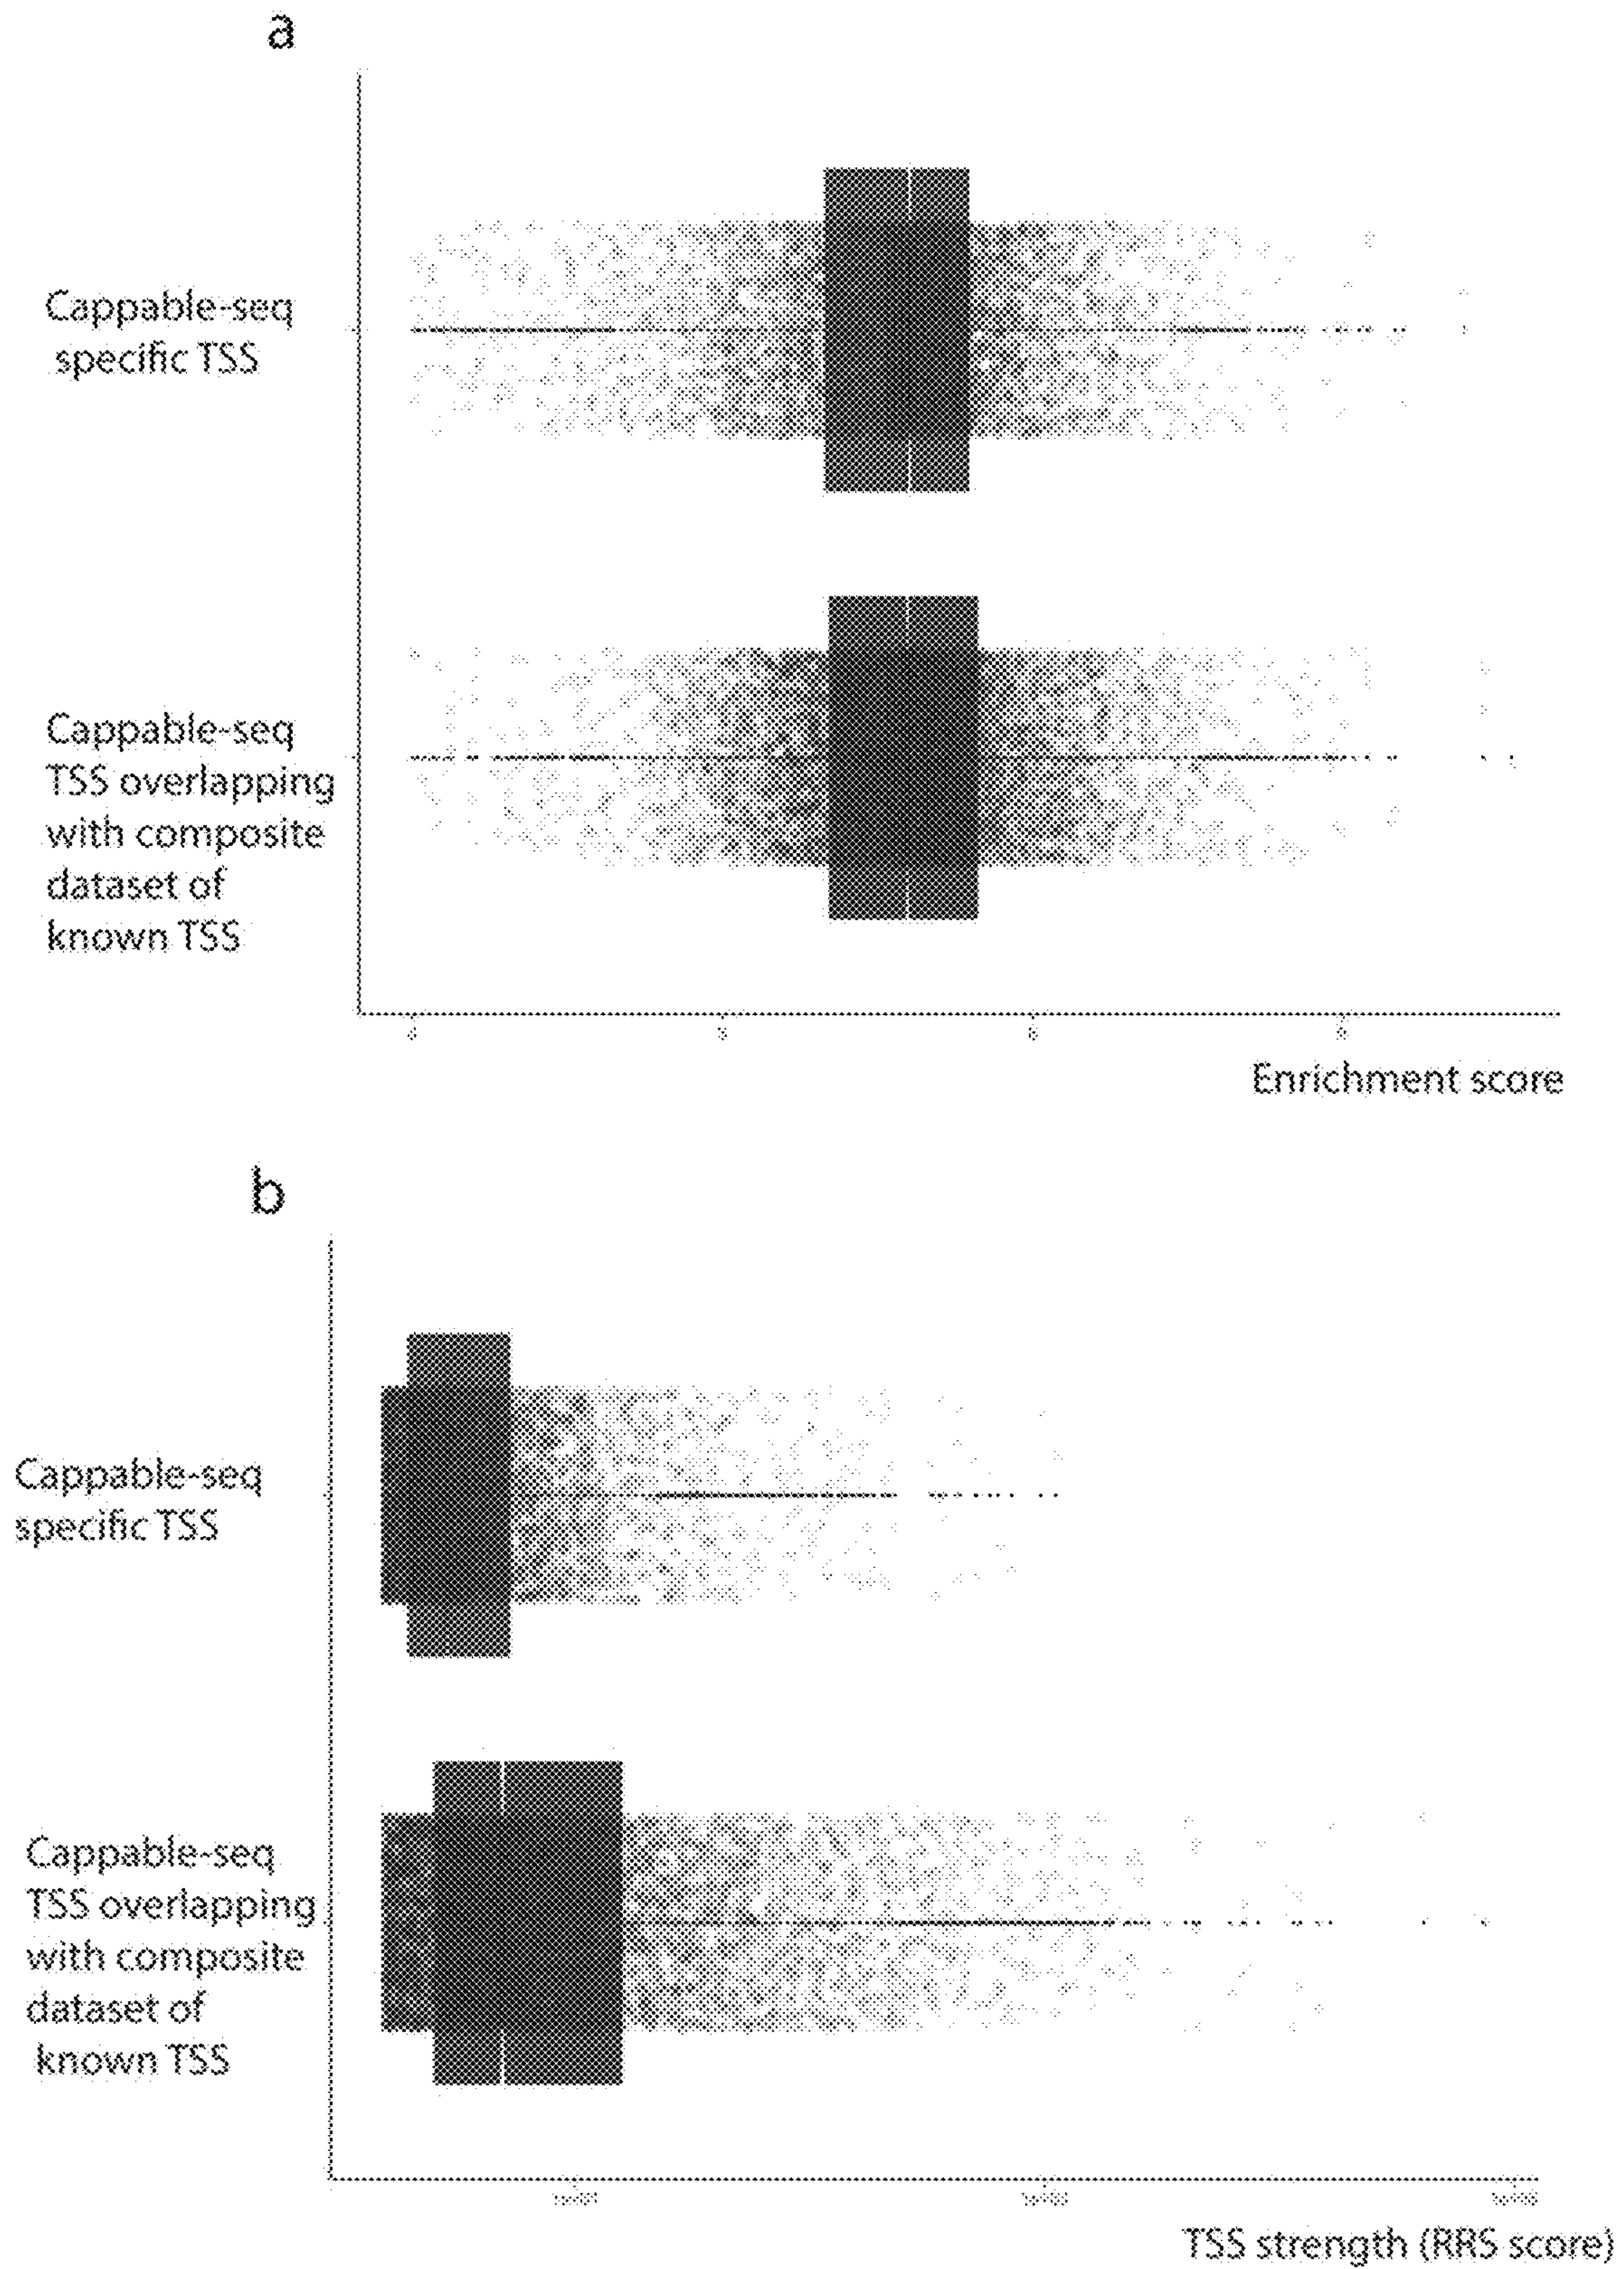 a
Cappable-seq
specific TSS
Cappable-seq
TSS overlapping
with composite
dataset of
known TSS
Enrichment score
b
Cappable-seq
specific TSS
Cappable-seq
TSS overlapping
with composite
dataset of
known TSS
TSS strength (RRS score)